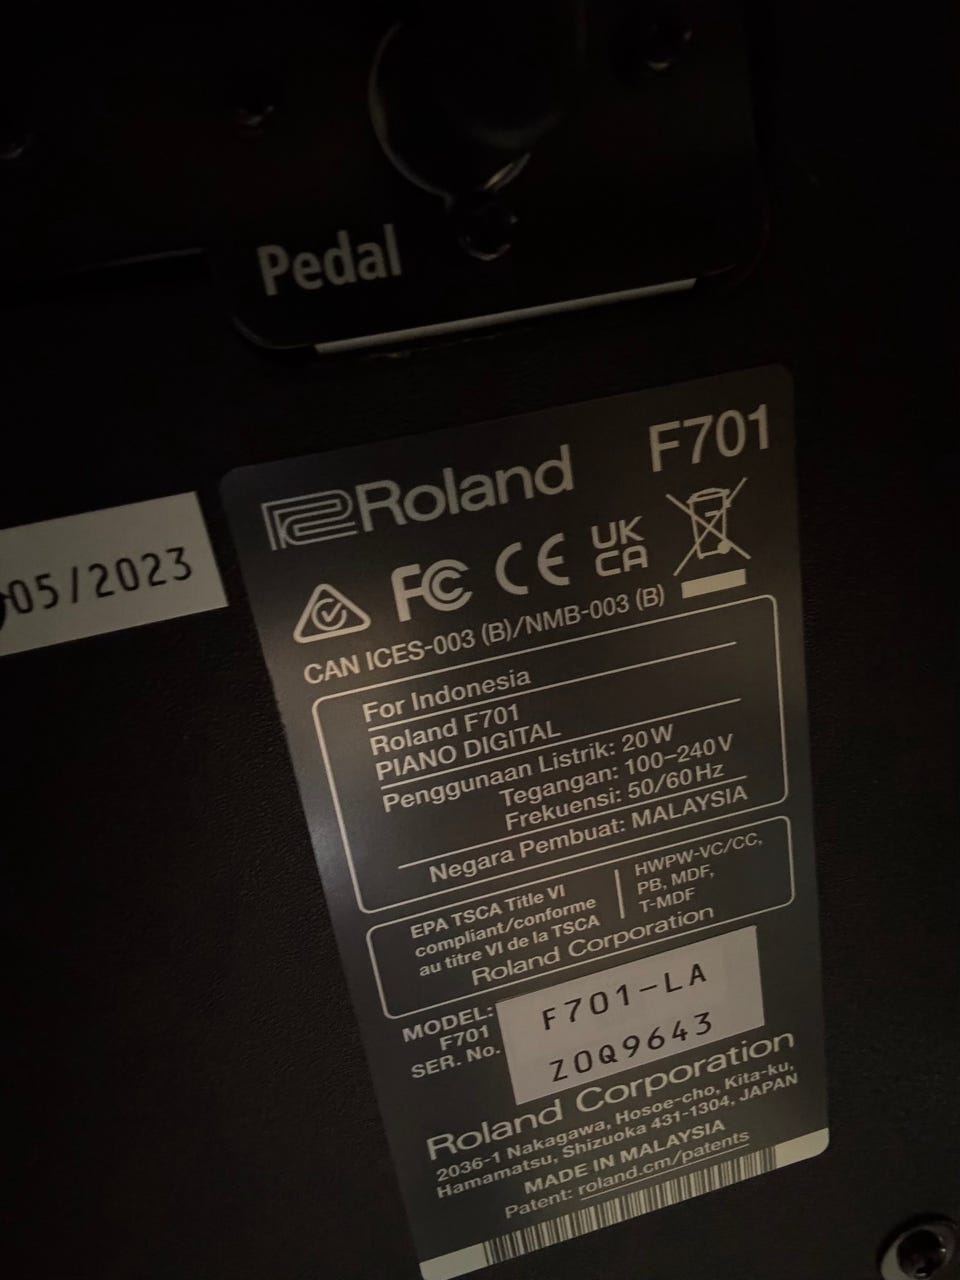 Pedal
Roland F701
FC CE UK
CA
05/2023
CAN ICES-003 (B)/NMB-003 (B)
For Indonesia
Roland F701
PIANO DIGITAL
Penggunaan Listrik: 20W
Tegangan: 100–240V
Frekuensi: 50/60Hz
Negara Pembuat: MALAYSIA
EPA TSCA Title VI
compliant/conforme
au titre VI de la TSCA
HWPW-VC/CC,
PB, MDF,
T-MDF
Roland Corporation
MODEL: F701-LA
F701
SER. No. Z0Q9643
Roland Corporation
2036-1 Nakagawa, Hosoe-cho, Kita-ku,
Hamamatsu, Shizuoka 431-1304, JAPAN
MADE IN MALAYSIA
Patent: roland.cm/patents